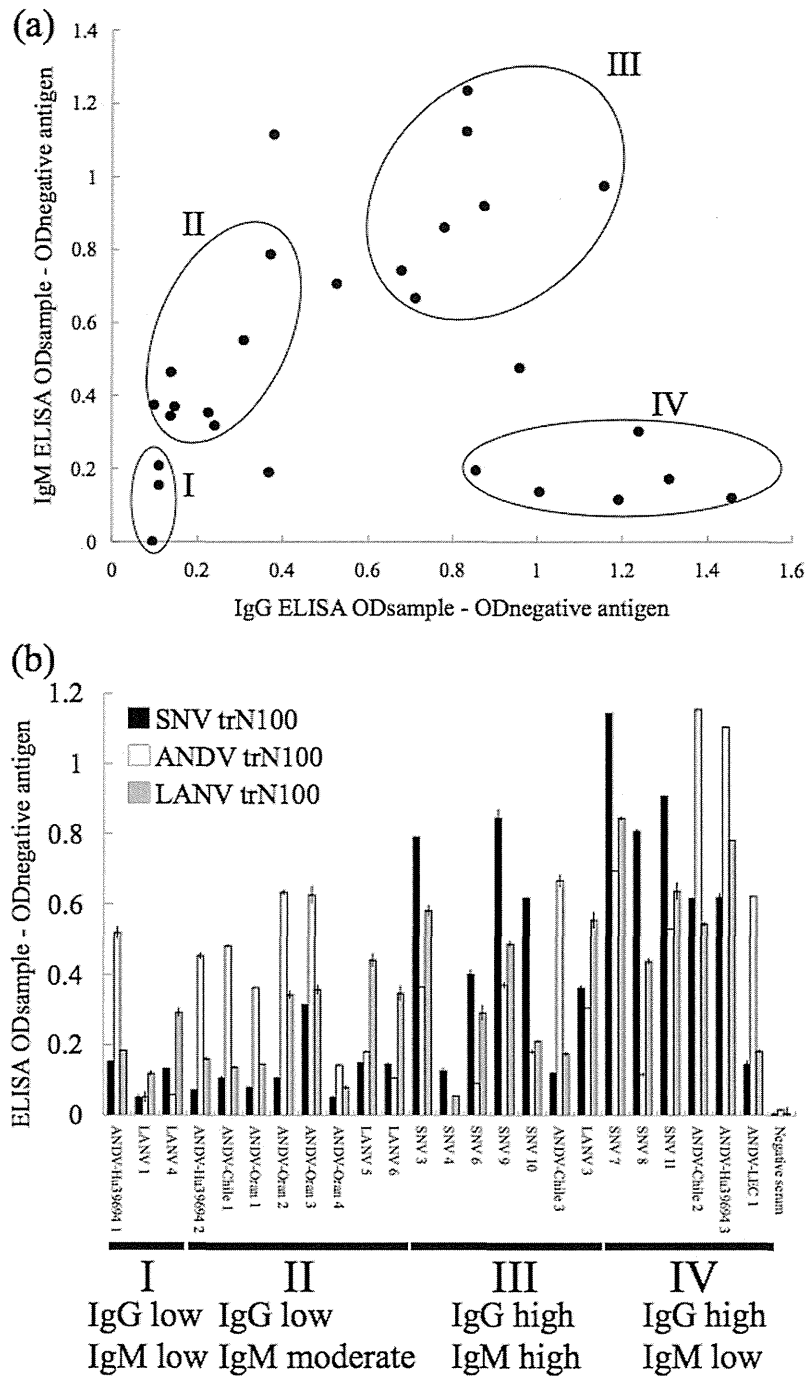 (a)
III
II
I
IV
1.4
1.2
1
0.8
0.6
0.4
0.2
0
IgM ELISA ODsample - ODnegative antigen
0 0.2 0.4 0.6 0.8 1 1.2 1.4 1.6
IgG ELISA ODsample - ODnegative antigen
(b)
1.2
1
0.8
0.6
0.4
0.2
0
ELISA ODsample - ODnegative antigen
SNV trN100
ANDV trN100
LANV trN100
ANDV-Hu39694 1
LANV 1
LANV 4
ANDV-Hu39694 2
ANDV-Chile 1
ANDV-Oran 1
ANDV-Oran 2
ANDV-Oran 3
ANDV-Oran 4
LANV 5
LANV 6
SNV 3
SNV 4
SNV 6
SNV 9
SNV 10
ANDV-Chile 3
LANV 3
SNV 7
SNV 8
SNV 11
ANDV-Chile 2
ANDV-Hu39694 3
ANDV-LEC 1
Negative serum
I II III IV
IgG low IgG low IgG high IgG high
IgM low IgM moderate IgM high IgM low